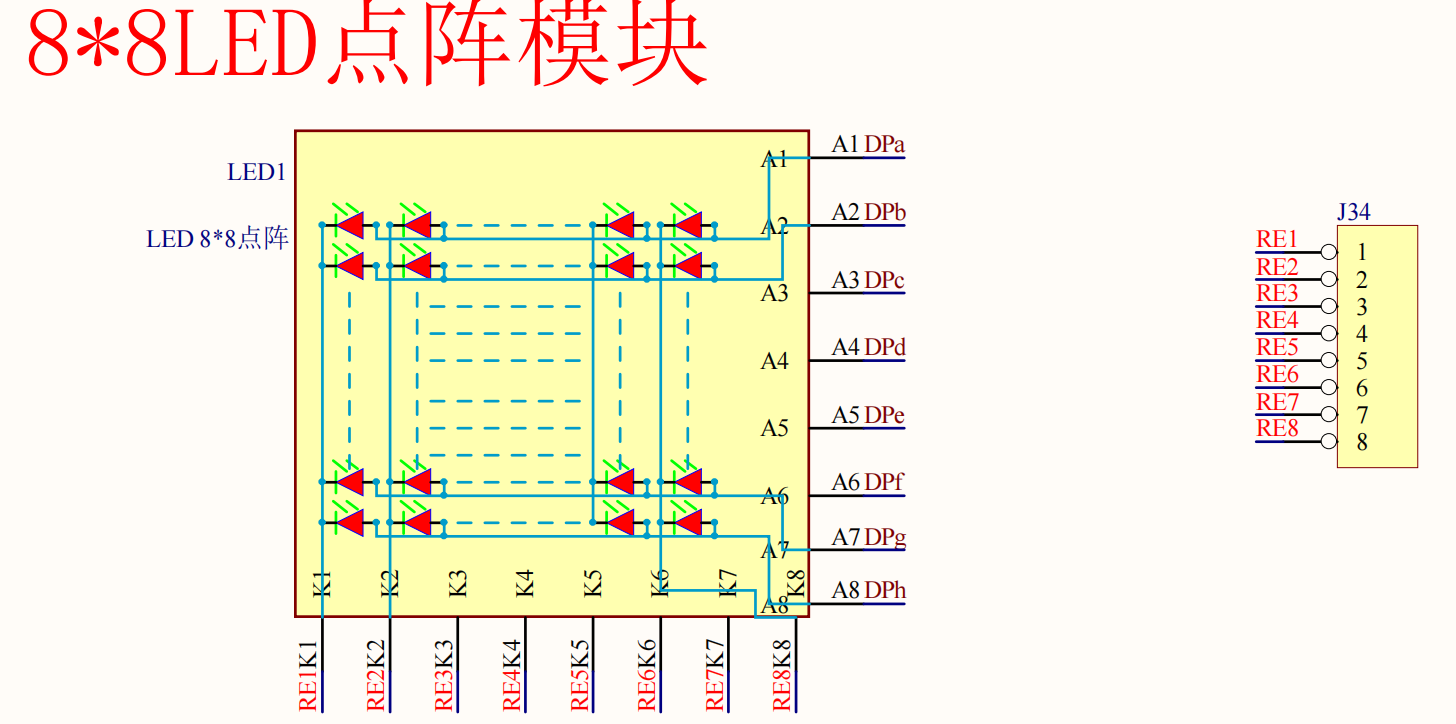 8*8LED点阵模块
LED1
LED 8*8点阵
A1
A1 DPa
A2
A2 DPb
A3
A3 DPc
A4
A4 DPd
A5
A5 DPe
A6
A6 DPf
A7
A7 DPg
A8
A8 DPh
K1
K2
K3
K4
K5
K6
K7
K8
RE1K1
RE2K2
RE3K3
RE4K4
RE5K5
RE6K6
RE7K7
RE8K8
J34
RE1 1
RE2 2
RE3 3
RE4 4
RE5 5
RE6 6
RE7 7
RE8 8